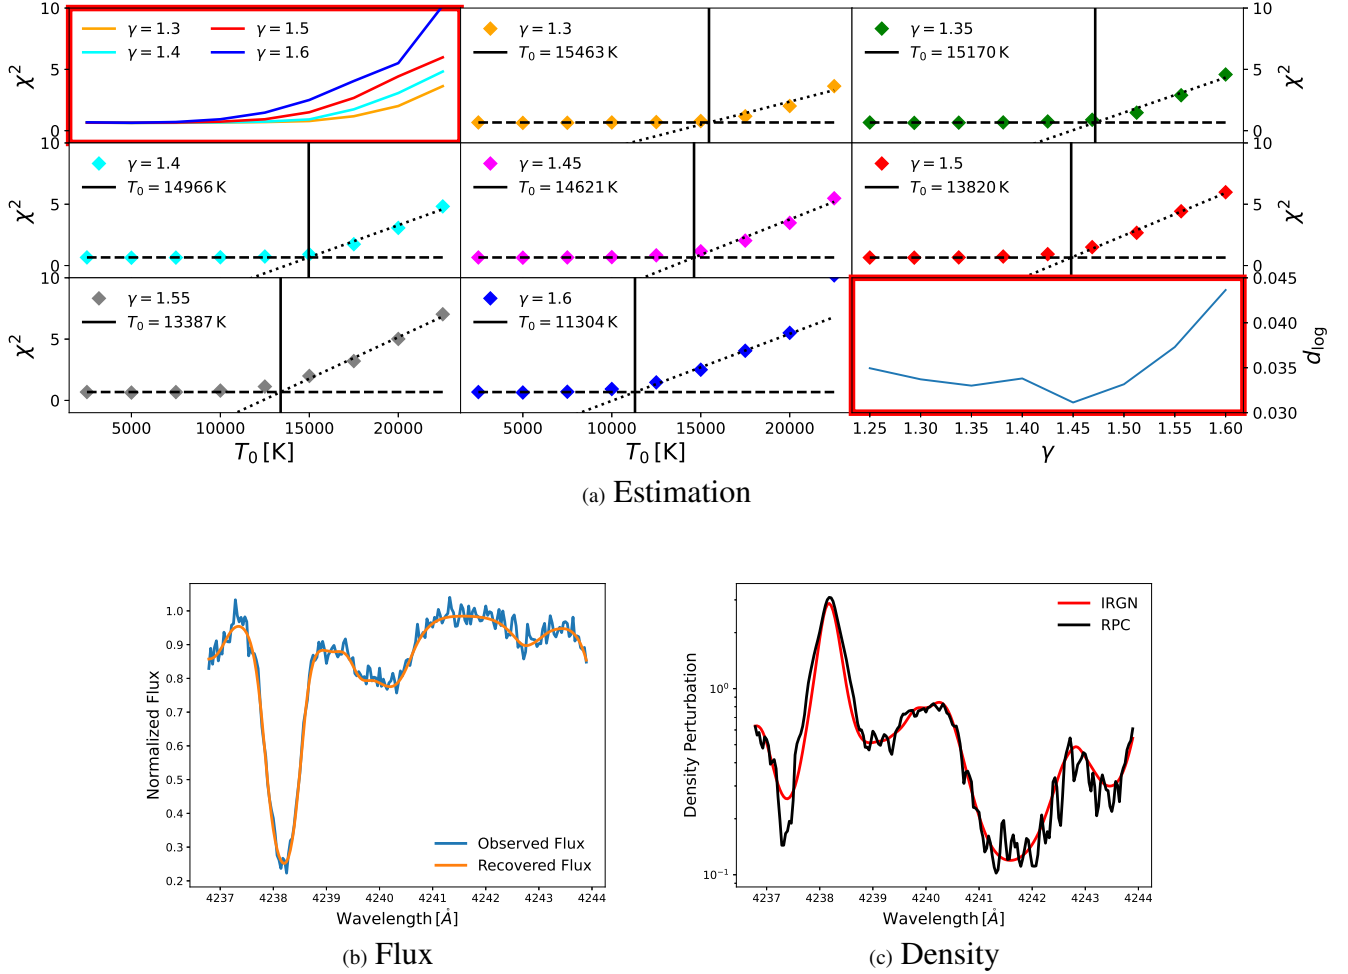 10
5
0
χ²
γ = 1.3
γ = 1.4
γ = 1.5
γ = 1.6
γ = 1.3
T₀ = 15463 K
γ = 1.35
T₀ = 15170 K
10
5
0
χ²
10
5
0
χ²
γ = 1.4
T₀ = 14966 K
γ = 1.45
T₀ = 14621 K
γ = 1.5
T₀ = 13820 K
10
5
0
χ²
10
5
0
χ²
γ = 1.55
T₀ = 13387 K
γ = 1.6
T₀ = 11304 K
0.045
0.040
0.035
0.030
d_log
5000 10000 15000 20000
T₀ [K]
5000 10000 15000 20000
T₀ [K]
1.25 1.30 1.35 1.40 1.45 1.50 1.55 1.60
γ
(a) Estimation
1.0
0.9
0.8
0.7
0.6
0.5
0.4
0.3
0.2
Normalized Flux
Observed Flux
Recovered Flux
4237 4238 4239 4240 4241 4242 4243 4244
Wavelength [Å]
(b) Flux
10⁰
10⁻¹
Density Perturbation
IRGN
RPC
4237 4238 4239 4240 4241 4242 4243 4244
Wavelength [Å]
(c) Density